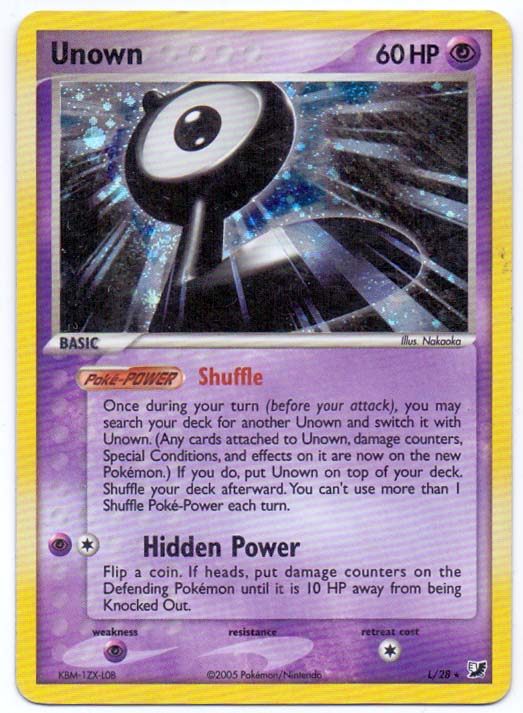 Unown
60 HP
BASIC
Illus. Nakaoka
Poké-POWER Shuffle
Once during your turn (before your attack), you may
search your deck for another Unown and switch it with
Unown. (Any cards attached to Unown, damage counters,
Special Conditions, and effects on it are now on the new
Pokémon.) If you do, put Unown on top of your deck.
Shuffle your deck afterward. You can't use more than 1
Shuffle Poké-Power each turn.
Hidden Power
Flip a coin. If heads, put damage counters on the
Defending Pokémon until it is 10 HP away from being
Knocked Out.
weakness
resistance
retreat cost
KBM-1ZX-L0B
©2005 Pokémon/Nintendo
L/28 ★